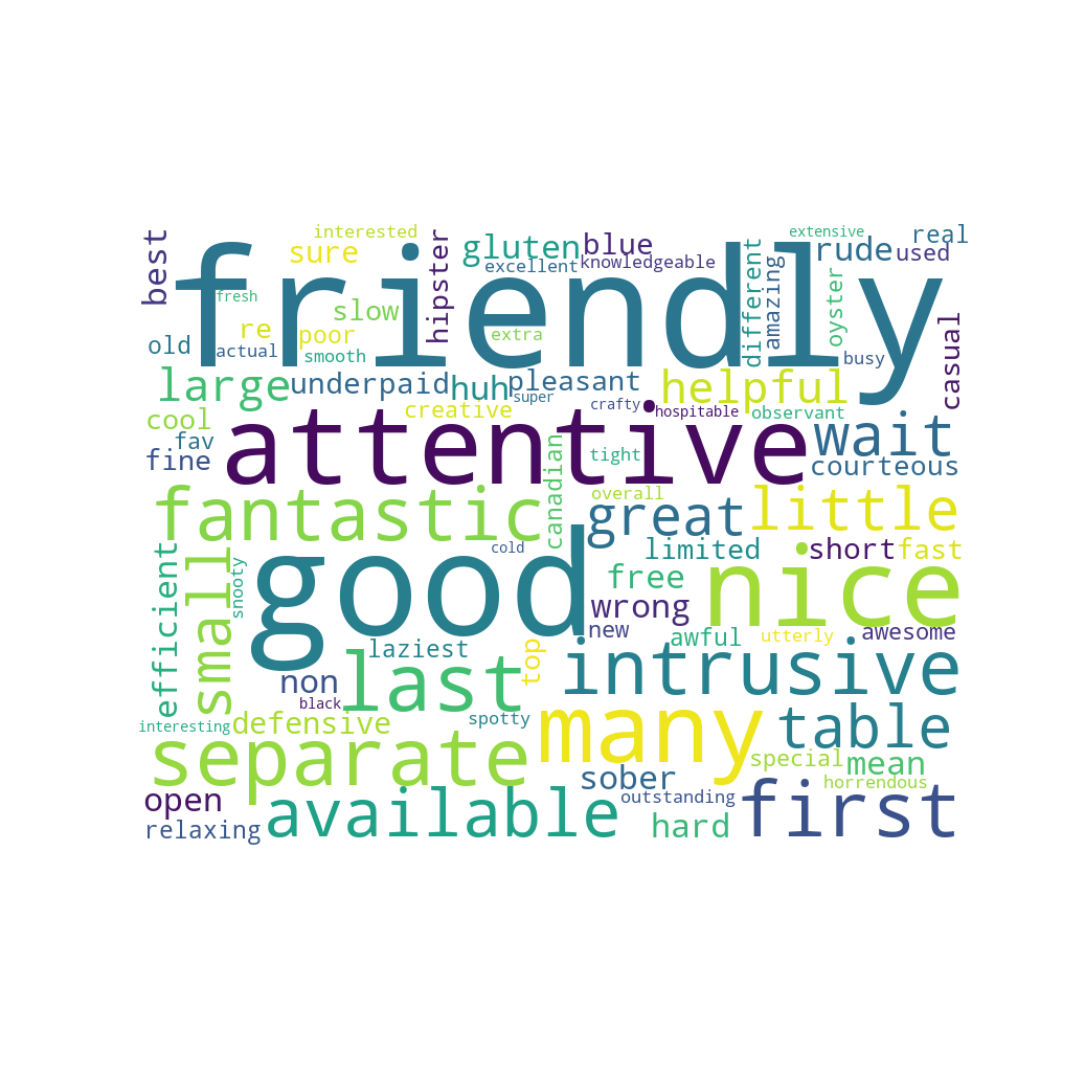 friendly
good
attentive
nice
fantastic
many
separate
last
intrusive
available
first
small
table
great
little
wait
helpful
large
best
interested
sure
hipster
gluten
blue
excellent
knowledgeable
extensive
real
rude
used
different
amazing
oyster
busy
casual
fresh
slow
re
poor
extra
old
actual
smooth
underpaid
huh
pleasant
super
crafty
hospitable
observant
cool
creative
fav
fine
canadian
tight
courteous
overall
limited
short
fast
cold
free
wrong
new
awful
utterly
awesome
efficient
snooty
laziest
top
non
black
interesting
defensive
spotty
sober
special
mean
horrendous
open
outstanding
relaxing
hard